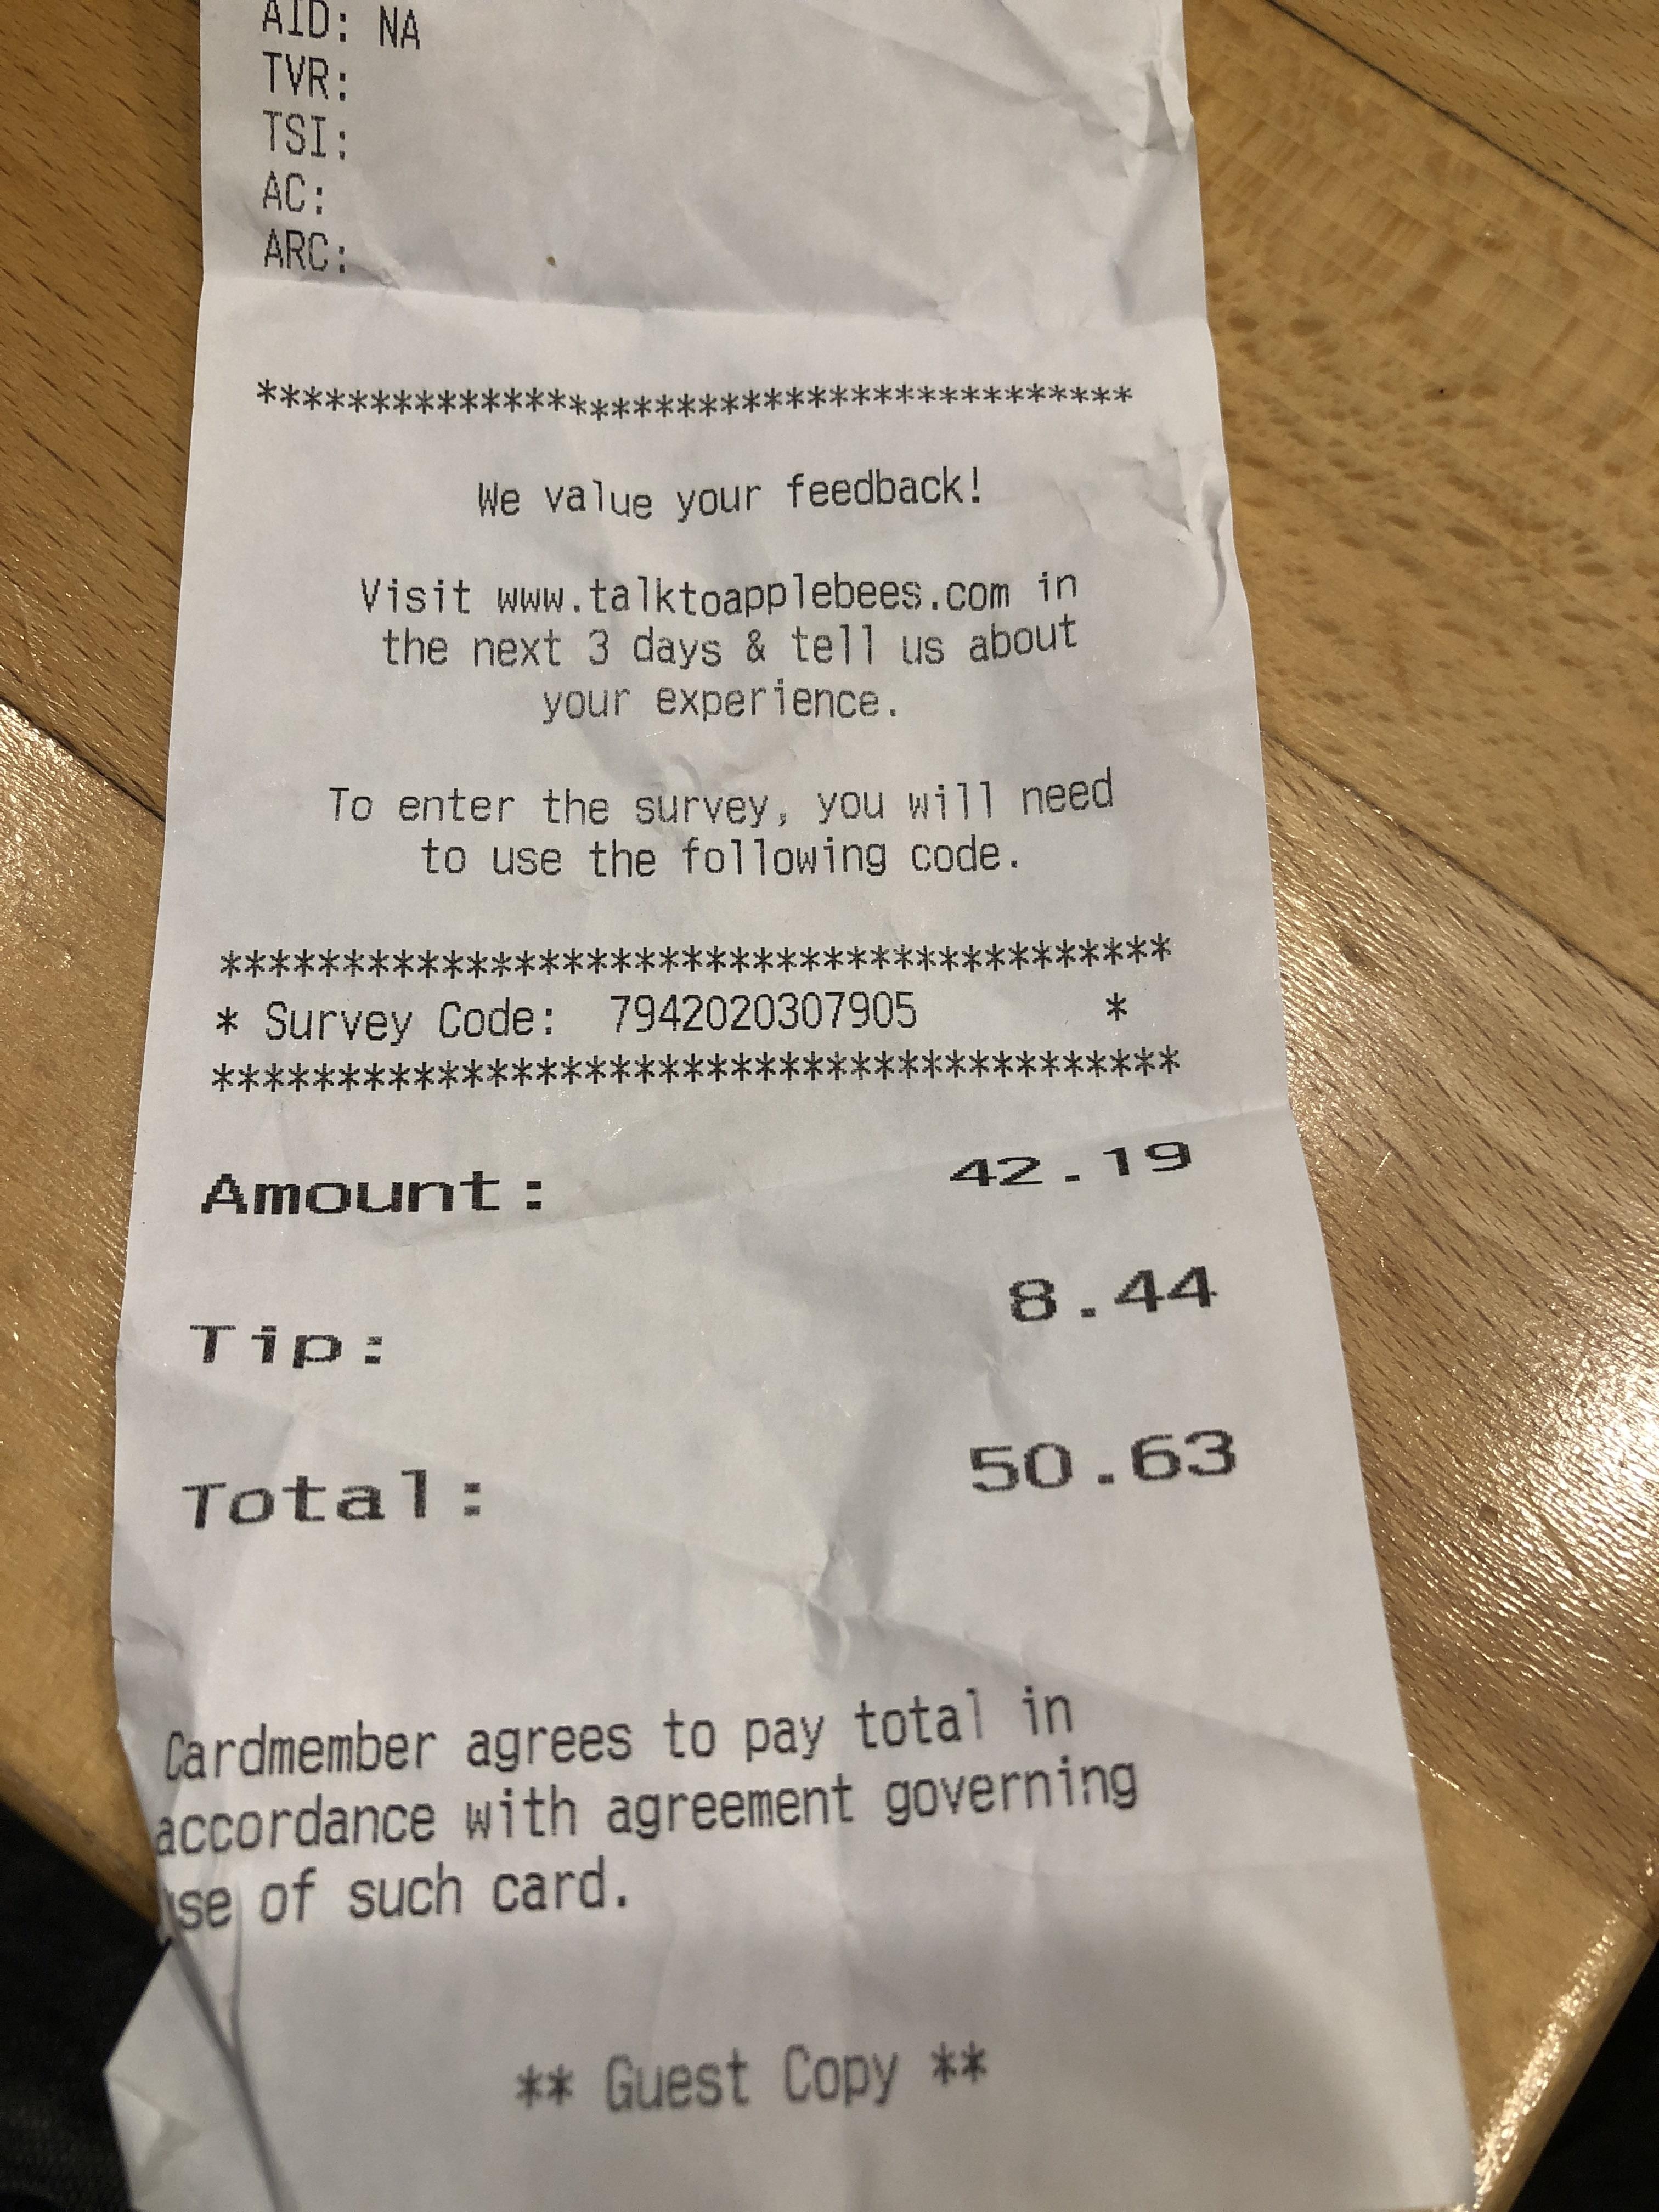 AID: NA
TVR:
TSI:
AC:
ARC:
***************************************
We value your feedback!
Visit www.talktoapplebees.com in
the next 3 days & tell us about
your experience.
To enter the survey, you will need
to use the following code.
***************************************
* Survey Code: 7942020307905 *
***************************************
Amount: 42.19
Tip: 8.44
Total: 50.63
Cardmember agrees to pay total in
accordance with agreement governing
use of such card.
** Guest Copy **